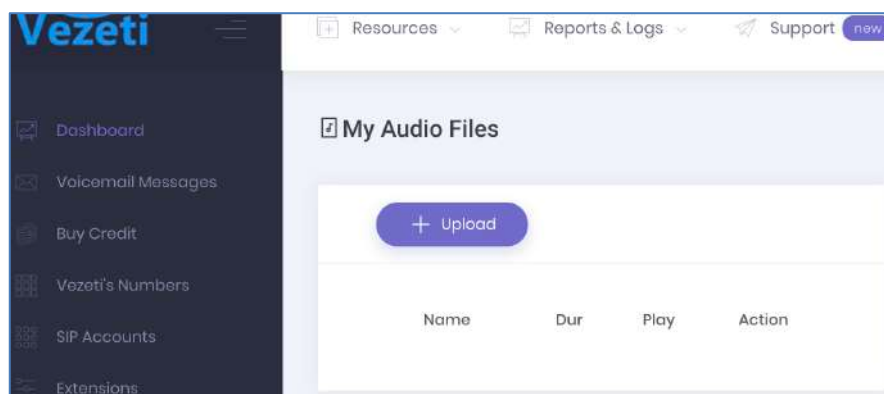 Vezeti
Resources
Reports & Logs
Support
new
Dashboard
Voicemail Messages
Buy Credit
Vezeti's Numbers
SIP Accounts
Extensions
My Audio Files
+ Upload
Name Dur Play Action